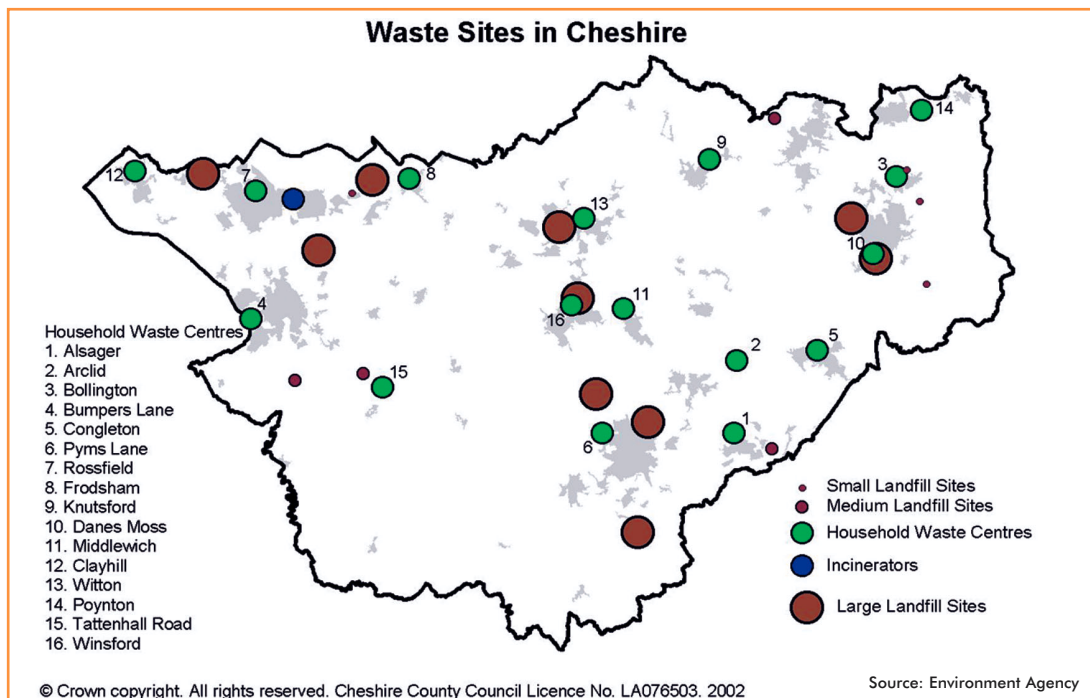 Waste Sites in Cheshire
14
9
3
12
7
8
13
10
4
16
11
2
5
15
6
1
Household Waste Centres
1. Alsager
2. Arclid
3. Bollington
4. Bumpers Lane
5. Congleton
6. Pyms Lane
7. Rossfield
8. Frodsham
9. Knutsford
10. Danes Moss
11. Middlewich
12. Clayhill
13. Witton
14. Poynton
15. Tattenhall Road
16. Winsford
Small Landfill Sites
Medium Landfill Sites
Household Waste Centres
Incinerators
Large Landfill Sites
© Crown copyright. All rights reserved. Cheshire County Council Licence No. LA076503. 2002
Source: Environment Agency